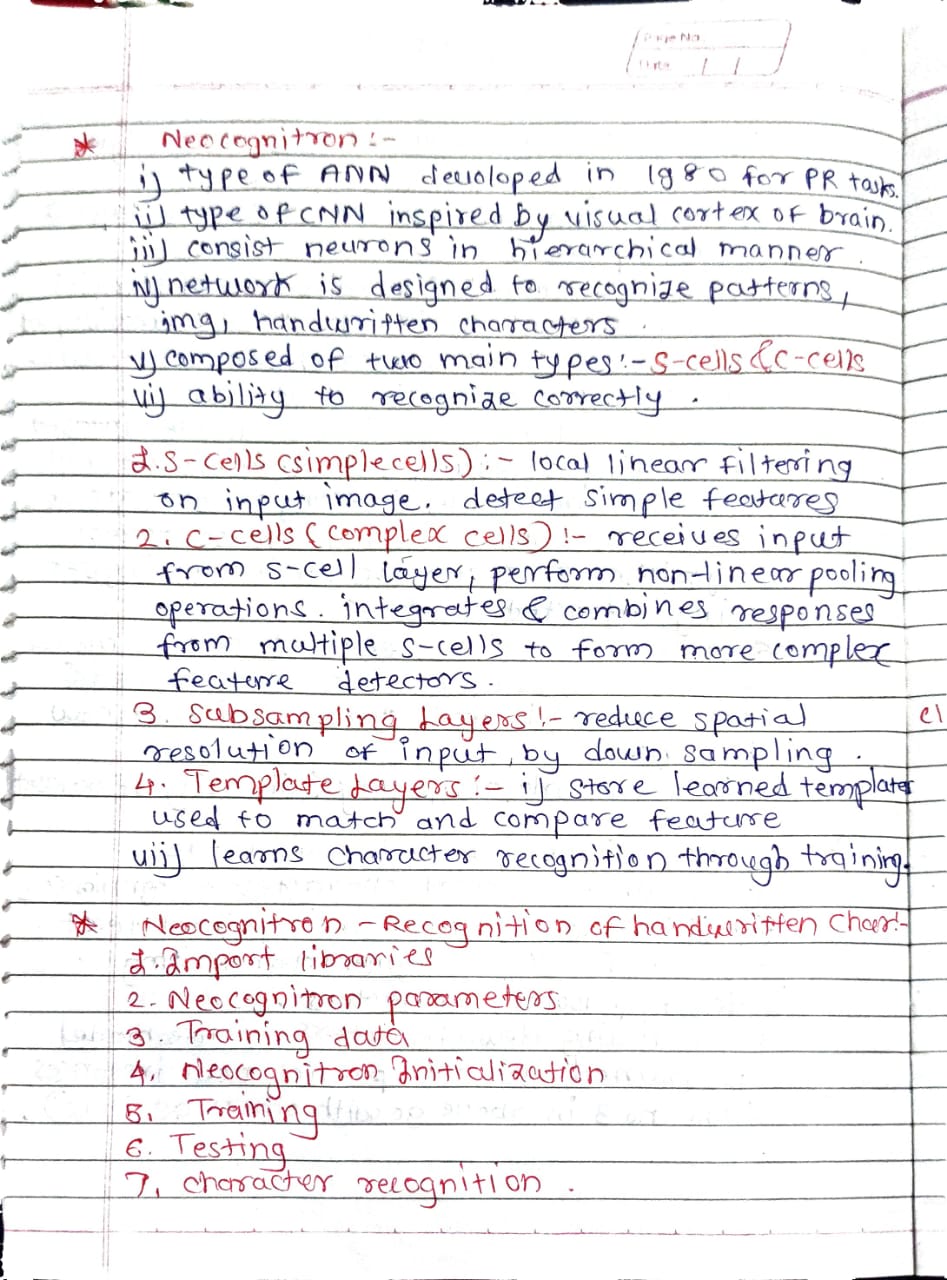 Page No.
Date / /
* Neocognitron :-
i) type of ANN devoloped in 1980 for PR tasks.
ii) type of CNN inspired by visual cortex of brain.
iii) consist neurons in hierarchical manner.
iv) network is designed to recognize patterns,
img, handwritten characters.
v) composed of two main types :- S-cells & C-cells
vi) ability to recognize correctly.
1. S-cells (simple cells) :- local linear filtering
on input image. detect simple features
2. C-cells (complex cells) :- receives input
from S-cell layer, perform non-linear pooling
operations. integrates & combines responses
from multiple S-cells to form more complex
feature detectors.
3. Subsampling Layers :- reduce spatial
resolution of input, by down sampling.
4. Template Layers :- i) store learned templates
used to match and compare feature
vii) learns character recognition through training.
* Neocognitron - Recognition of handwritten Char:-
1. Import libraries
2. Neocognitron parameters
3. Training data
4. Neocognitron Initialization
5. Training
6. Testing
7. character recognition.